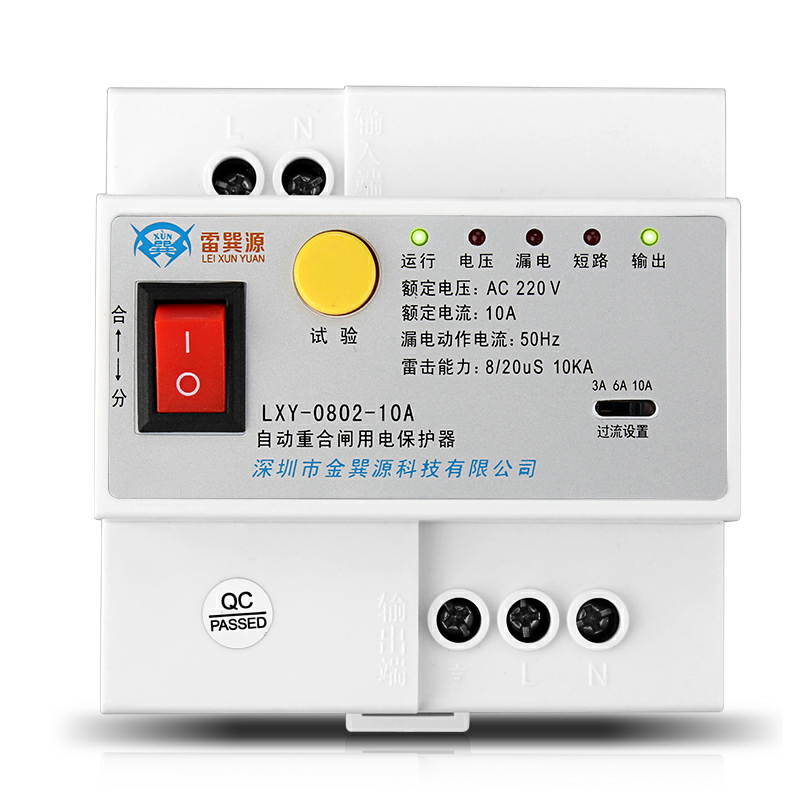 L N
输入端
XUN
巽
雷巽源
LEI XUN YUAN
试 验
运行 电压 漏电 短路 输出
额定电压: AC 220V
额定电流: 10A
漏电动作电流: 50Hz
雷击能力: 8/20uS 10KA
合
分
3A 6A 10A
过流设置
LXY-0802-10A
自动重合闸用电保护器
深圳市金巽源科技有限公司
QC
PASSED
输出端
L N